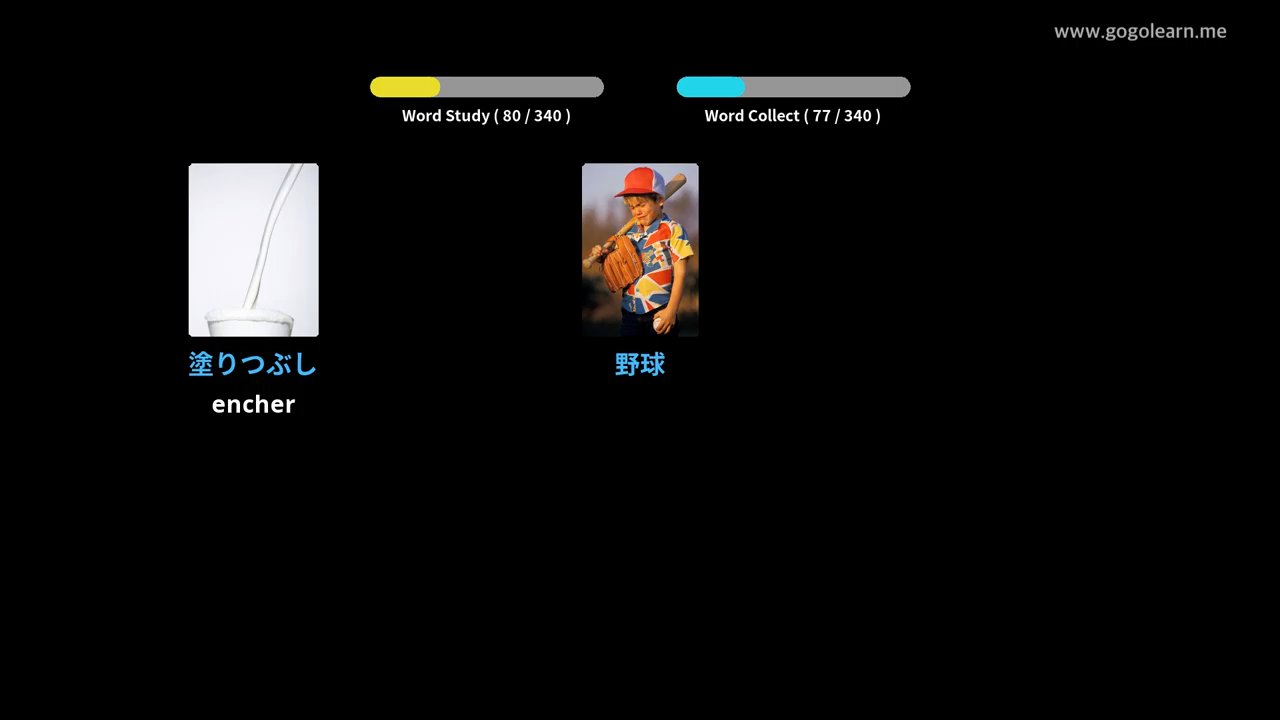 www.gogolearn.me
Word Study ( 80 / 340 )
Word Collect ( 77 / 340 )
塗りつぶし
野球
encher